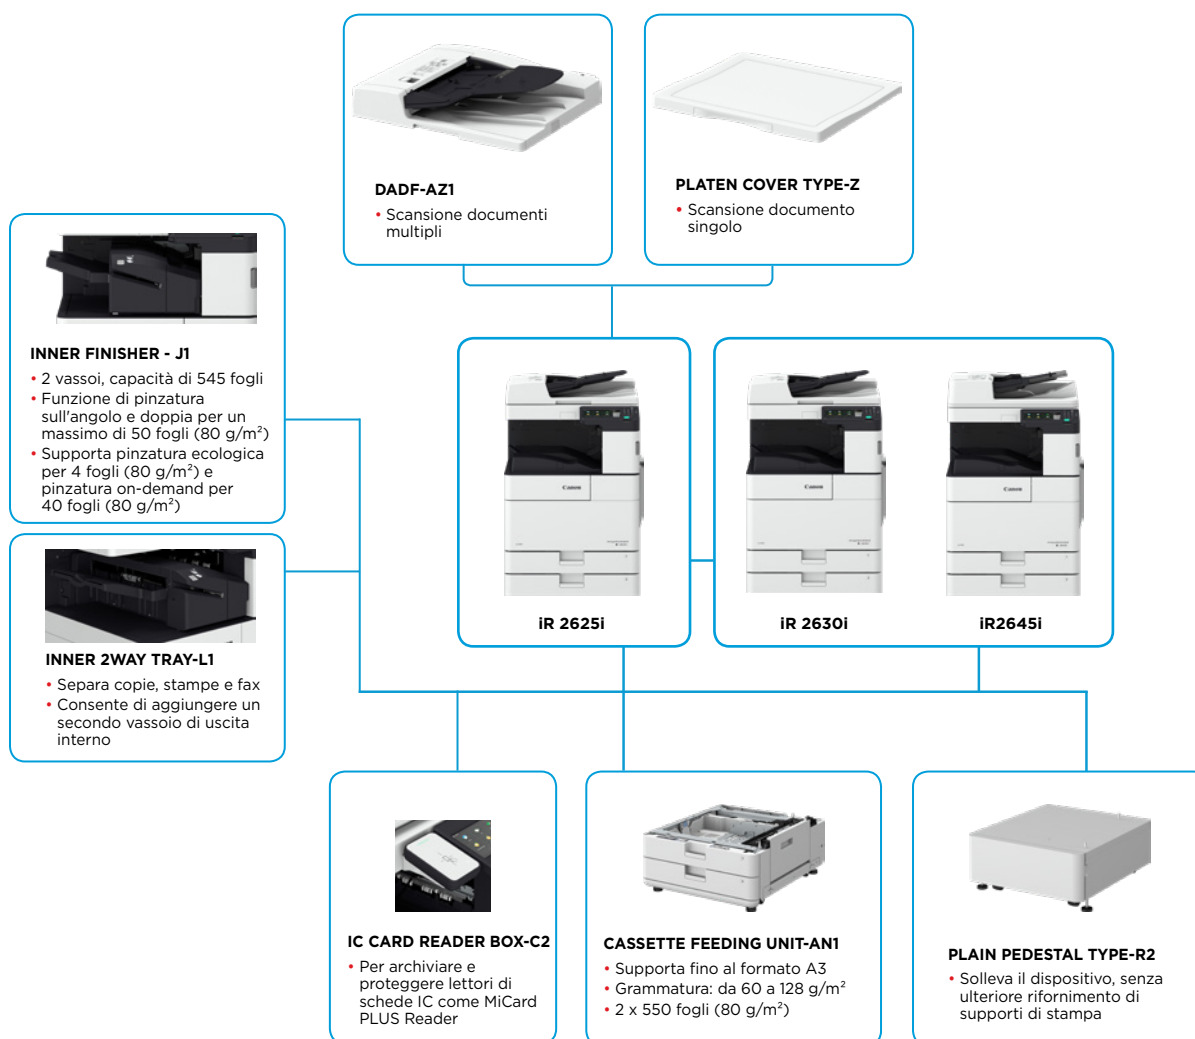 DADF-AZ1
• Scansione documenti
multipli
PLATEN COVER TYPE-Z
• Scansione documento
singolo
INNER FINISHER - J1
• 2 vassoi, capacità di 545 fogli
• Funzione di pinzatura
sull'angolo e doppia per un
massimo di 50 fogli (80 g/m²)
• Supporta pinzatura ecologica
per 4 fogli (80 g/m²) e
pinzatura on-demand per
40 fogli (80 g/m²)
INNER 2WAY TRAY-L1
• Separa copie, stampe e fax
• Consente di aggiungere un
secondo vassoio di uscita
interno
Canon
iR 2625i
Canon
iR 2630i
Canon
iR2645i
IC CARD READER BOX-C2
• Per archiviare e
proteggere lettori di
schede IC come MiCard
PLUS Reader
CASSETTE FEEDING UNIT-AN1
• Supporta fino al formato A3
• Grammatura: da 60 a 128 g/m²
• 2 x 550 fogli (80 g/m²)
PLAIN PEDESTAL TYPE-R2
• Solleva il dispositivo, senza
ulteriore rifornimento di
supporti di stampa